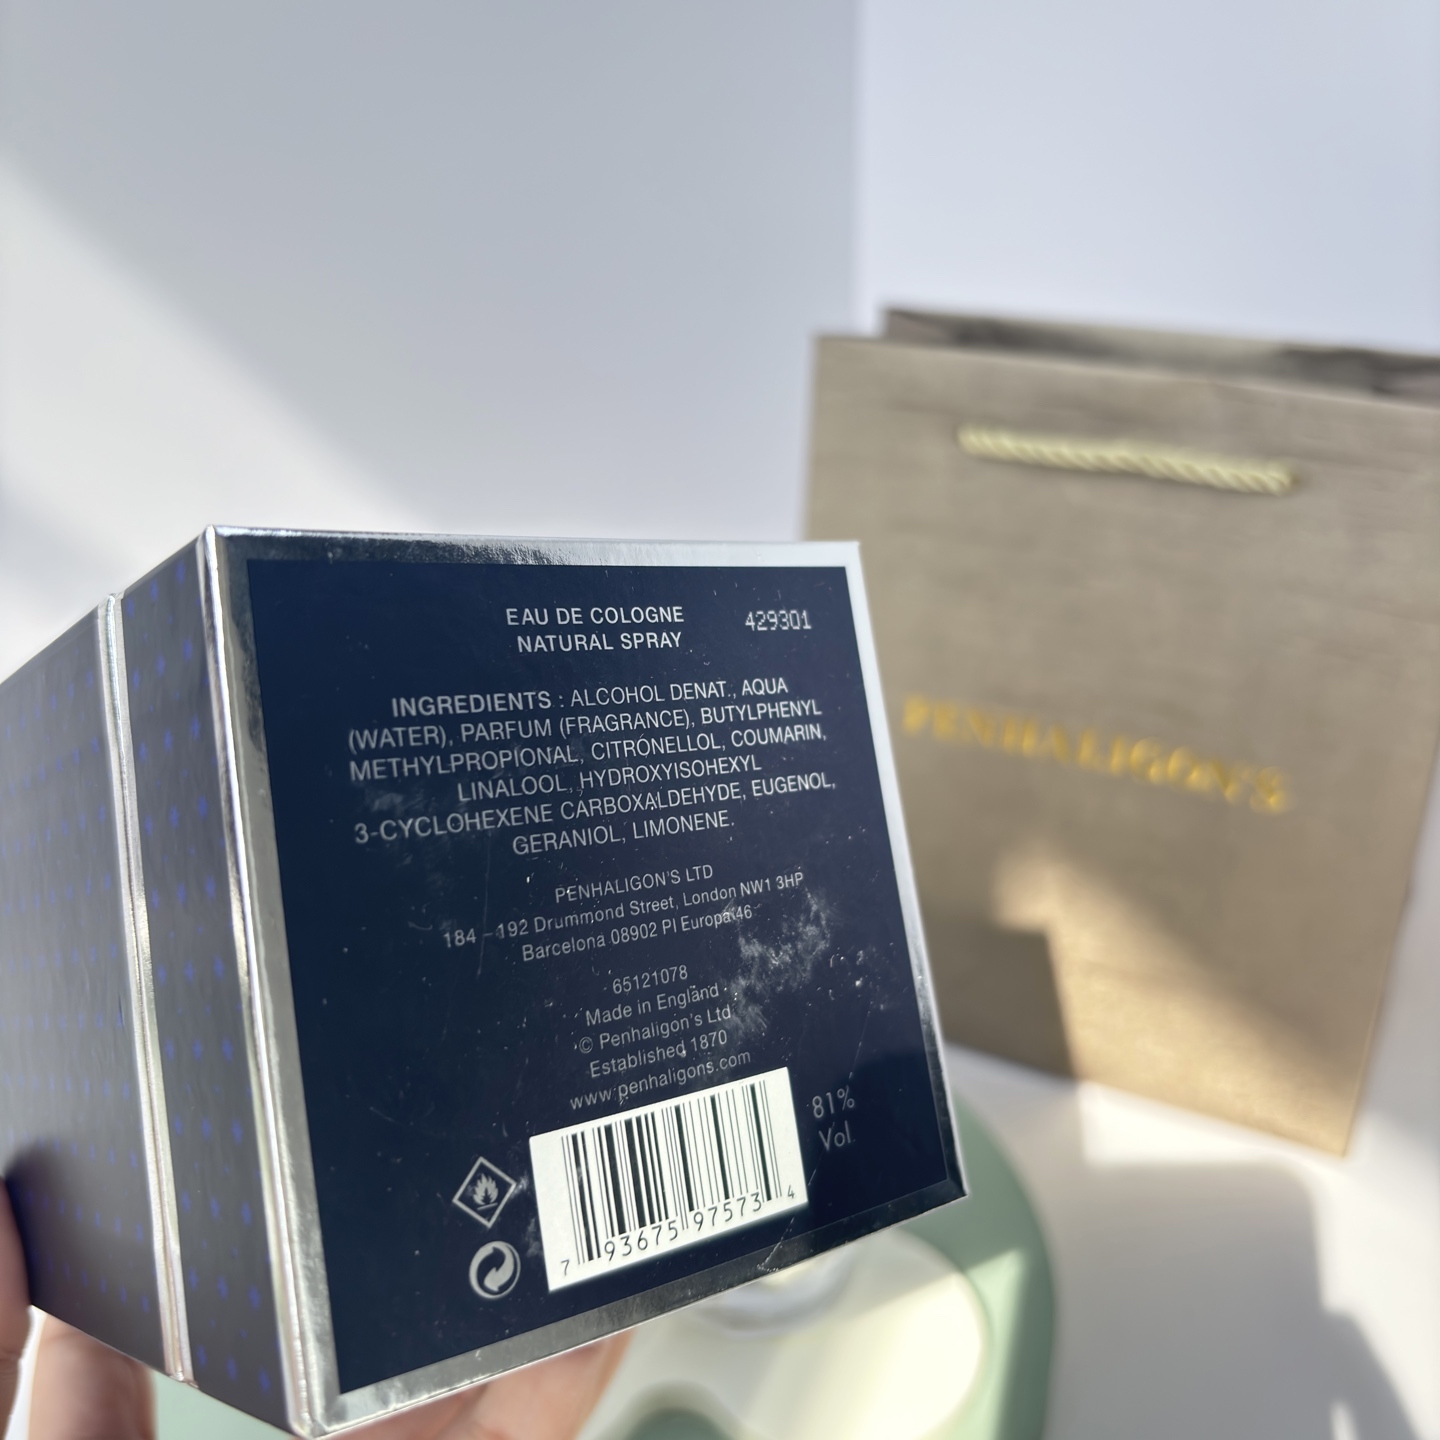 EAU DE COLOGNE 429301
NATURAL SPRAY
INGREDIENTS : ALCOHOL DENAT., AQUA
(WATER), PARFUM (FRAGRANCE), BUTYLPHENYL
METHYLPROPIONAL, CITRONELLOL, COUMARIN,
LINALOOL, HYDROXYISOHEXYL
3-CYCLOHEXENE CARBOXALDEHYDE, EUGENOL,
GERANIOL, LIMONENE.
PENHALIGON'S LTD
184 - 192 Drummond Street, London NW1 3HP
Barcelona 08902 Pl Europa 46
65121078
Made in England
© Penhaligon's Ltd
Established 1870
www.penhaligons.com
81%
Vol.
7 93675 97573 4
PENHALIGON'S